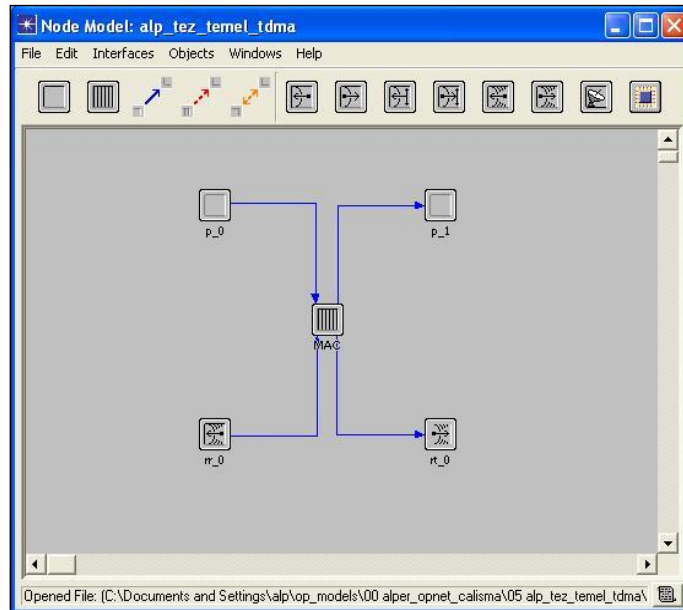 Node Model: alp_tez_temel_tdma
File Edit Interfaces Objects Windows Help
p_0
p_1
MAC
rr_0
rt_0
Opened File: (C:\Documents and Settings\alp\op_models\00 alper_opnet_calisma\05 alp_tez_temel_tdma\